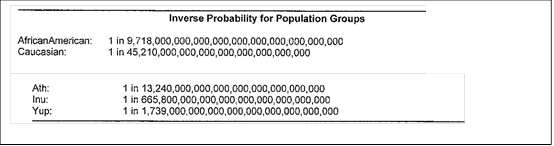 Inverse Probability for Population Groups
AfricanAmerican: 1 in 9,718,000,000,000,000,000,000,000,000,000,000
Caucasian: 1 in 45,210,000,000,000,000,000,000,000,000
Ath: 1 in 13,240,000,000,000,000,000,000,000,000
Inu: 1 in 665,800,000,000,000,000,000,000,000,000
Yup: 1 in 1,739,000,000,000,000,000,000,000,000,000